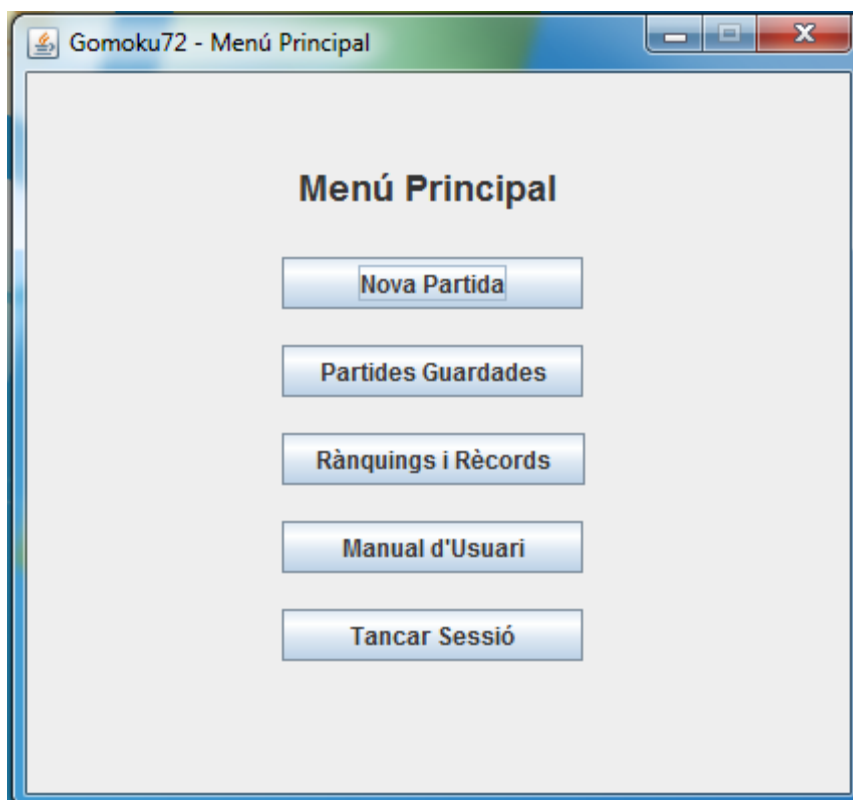 Gomoku72 - Menú Principal
Menú Principal
Nova Partida
Partides Guardades
Rànquings i Rècords
Manual d'Usuari
Tancar Sessió